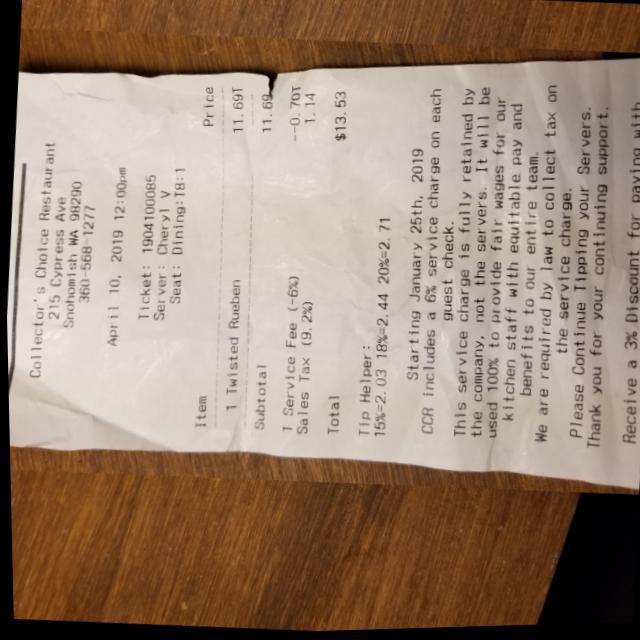 Collector's Choice Restaurant
215 Cypress Ave
Snohomish WA 98290
360-568-1277
April 10, 2019 12:00pm
Ticket: 1904100085
Server: Cheryl V
Seat: Dining:T8:1
Item Price
1 Twisted Rueben 11.69T
Subtotal 11.69
1 Service Fee (-6%) --0.70T
Sales Tax (9.2%) 1.14
Total $13.53
Tip Helper:
15%=2.03 18%=2.44 20%=2.71
Starting January 25th, 2019
CCR includes a 6% service charge on each
guest check.
This service charge is fully retained by
the company, not the servers. It will be
used 100% to provide fair wages for our
kitchen staff with equitable pay and
benefits to our entire team.
We are required by law to collect tax on
the service charge.
Please Continue Tipping your Servers.
Thank you for your continuing support.
Receive a 3% Discount for paying with